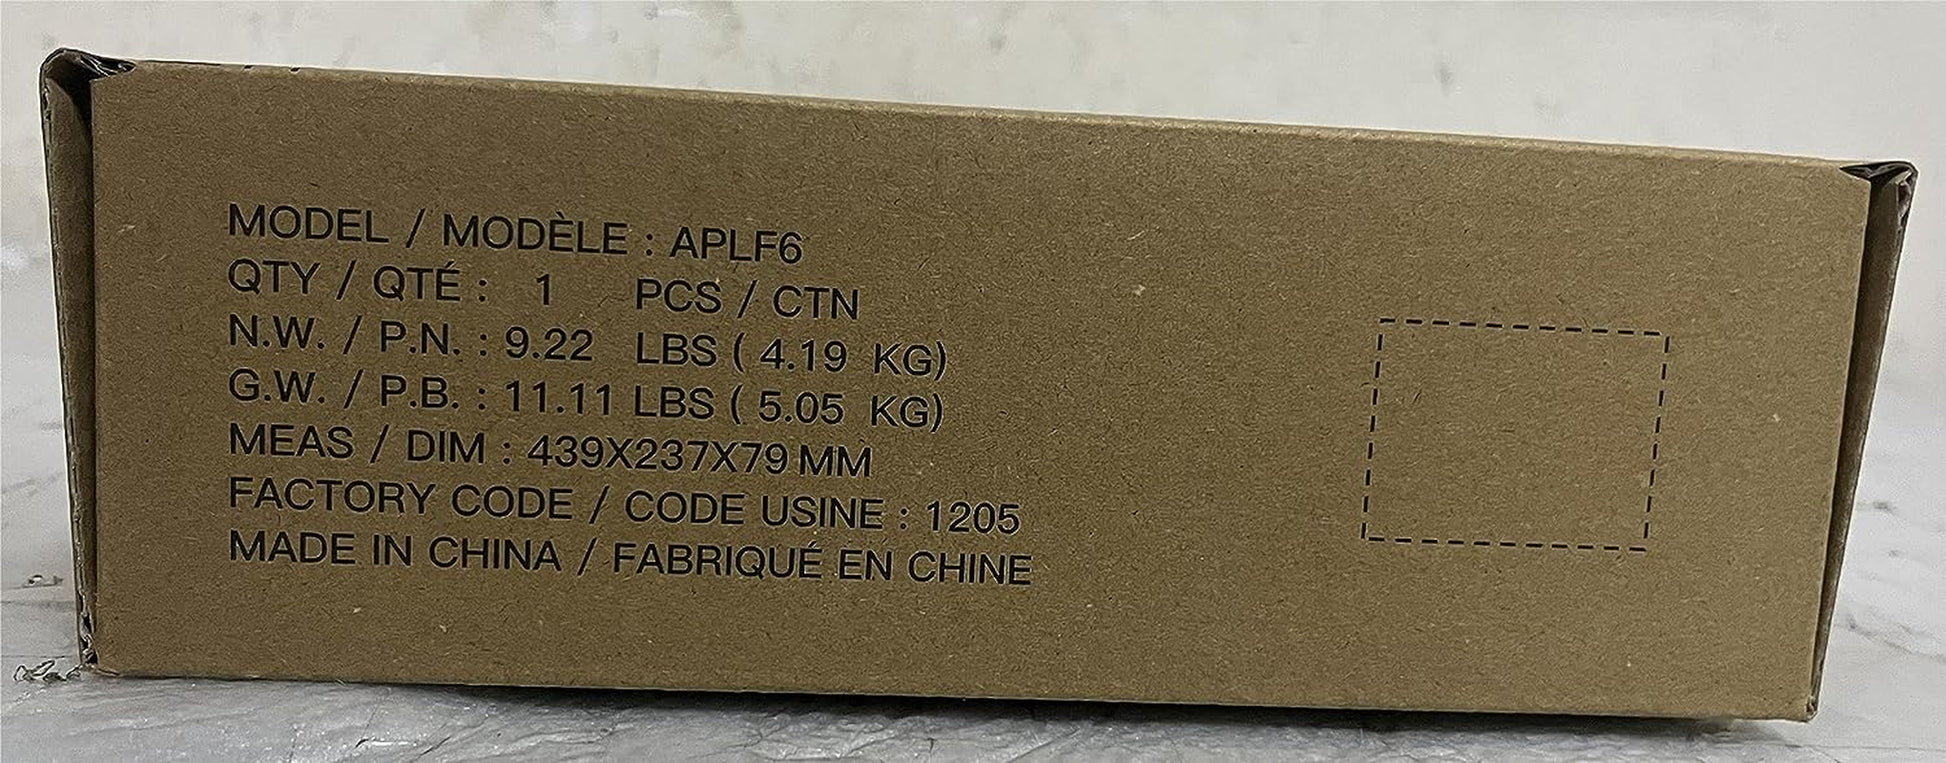 MODEL / MODÈLE : APLF6
QTY / QTÉ : 1 PCS / CTN
N.W. / P.N. : 9.22 LBS ( 4.19 KG)
G.W. / P.B. : 11.11 LBS ( 5.05 KG)
MEAS / DIM : 439X237X79 MM
FACTORY CODE / CODE USINE : 1205
MADE IN CHINA / FABRIQUÉ EN CHINE